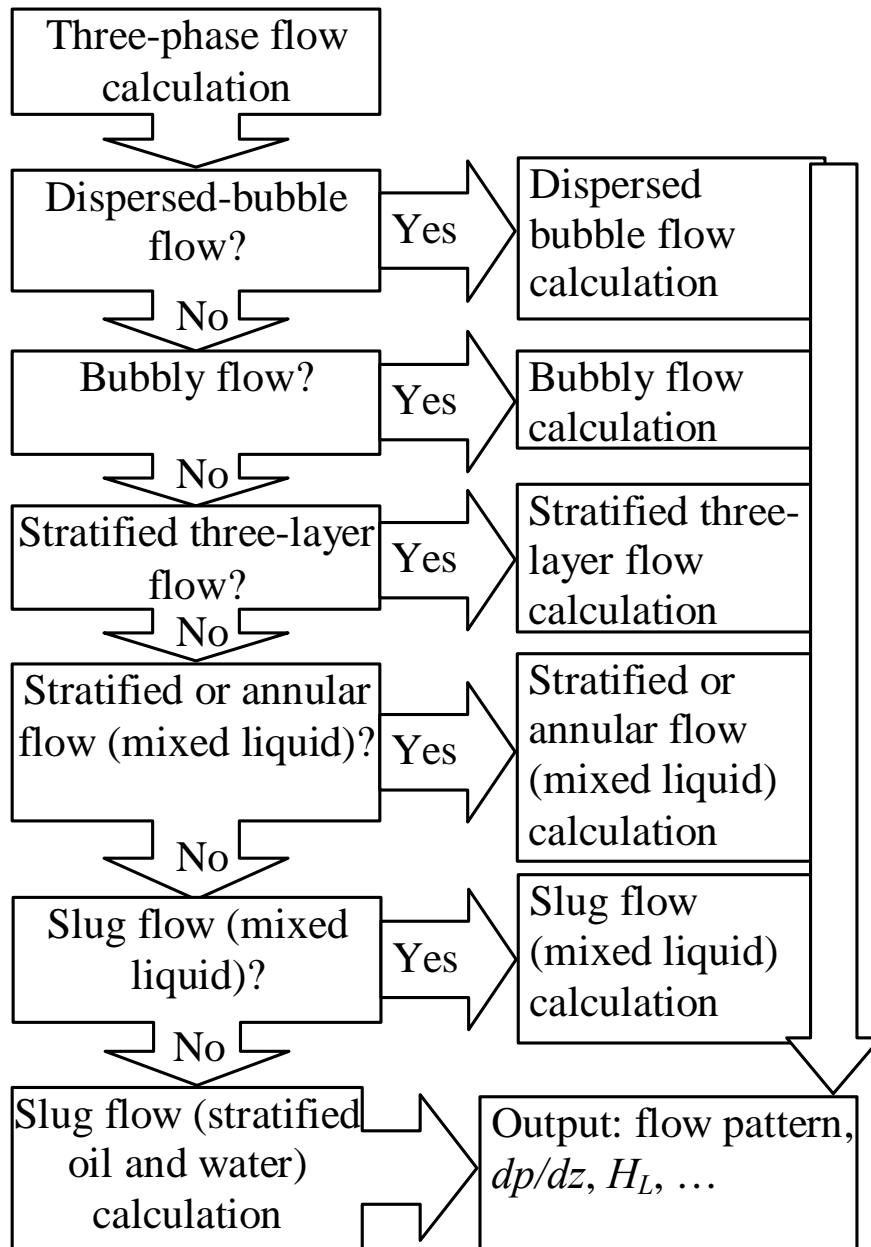 Three-phase flow
calculation
Dispersed-bubble
flow?
Yes
Dispersed
bubble flow
calculation
No
Bubbly flow?
Yes
Bubbly flow
calculation
No
Stratified three-layer
flow?
Yes
Stratified three-
layer flow
calculation
No
Stratified or annular
flow (mixed liquid)?
Yes
Stratified or
annular flow
(mixed liquid)
calculation
No
Slug flow (mixed
liquid)?
Yes
Slug flow
(mixed liquid)
calculation
No
Slug flow (stratified
oil and water)
calculation
Output: flow pattern,
dp/dz, H_L, …